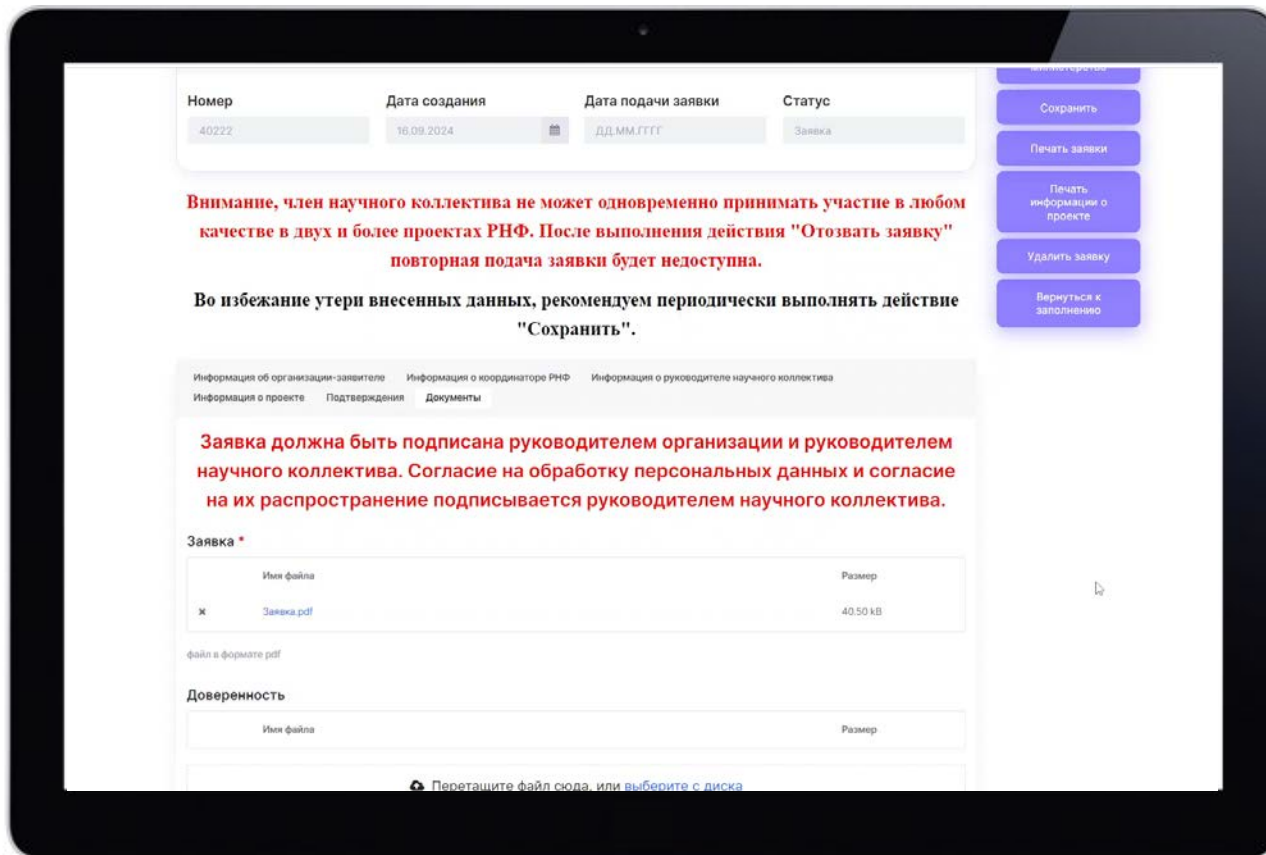 Министерства
Номер
Дата создания
Дата подачи заявки
Статус
40222
16.09.2024
ДД.ММ.ГГГГ
Заявка
Сохранить
Печать заявки
Печать
информации о
проекте
Удалить заявку
Вернуться к
заполнению
Внимание, член научного коллектива не может одновременно принимать участие в любом
качестве в двух и более проектах РНФ. После выполнения действия "Отозвать заявку"
повторная подача заявки будет недоступна.
Во избежание утери внесенных данных, рекомендуем периодически выполнять действие
"Сохранить".
Информация об организации-заявителе Информация о координаторе РНФ Информация о руководителе научного коллектива
Информация о проекте Подтверждения Документы
Заявка должна быть подписана руководителем организации и руководителем
научного коллектива. Согласие на обработку персональных данных и согласие
на их распространение подписывается руководителем научного коллектива.
Заявка *
Имя файла Размер
Заявка.pdf 40.50 kB
файл в формате pdf
Доверенность
Имя файла Размер
Перетащите файл сюда, или выберите с диска